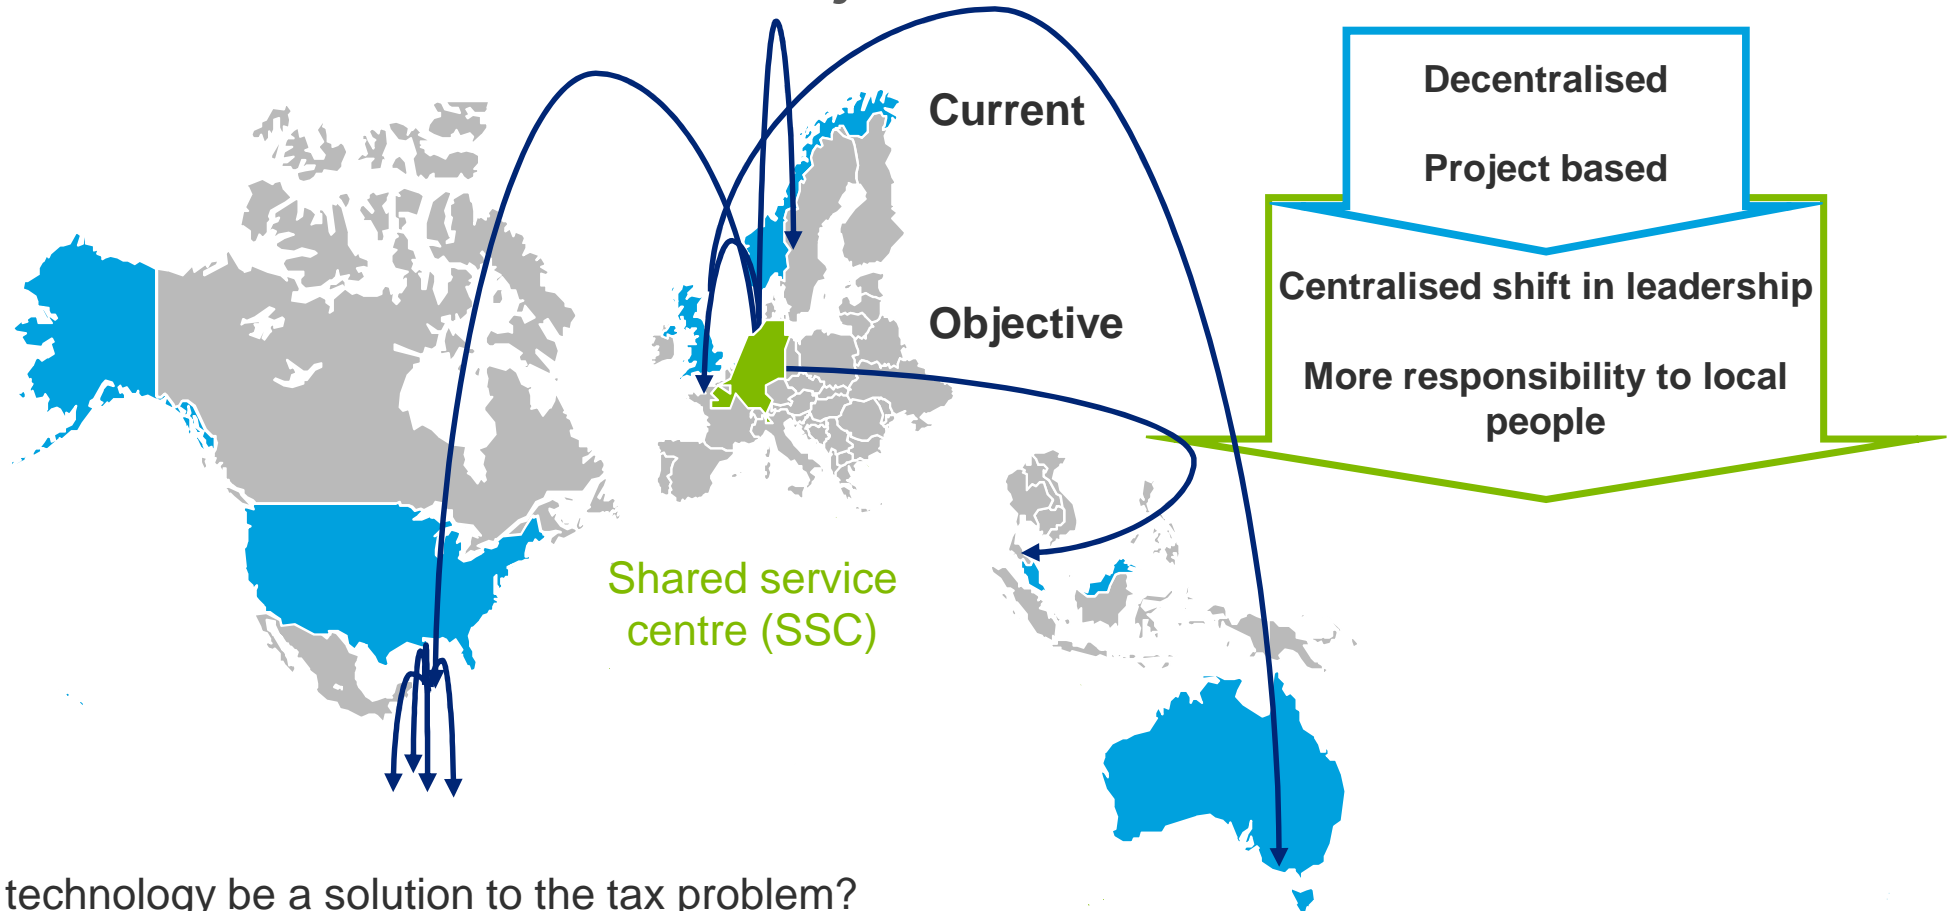 Current
Decentralised
Project based
Objective
Centralised shift in leadership
More responsibility to local
people
Shared service
centre (SSC)
technology be a solution to the tax problem?